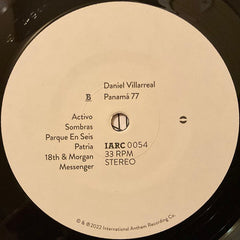 Daniel Villarreal
B Panamá 77
Activo
Sombras
Parque En Seis
Patria
18th & Morgan
Messenger
IARC 0054
33 RPM
STEREO
© & ℗ 2022 International Anthem Recording Co.